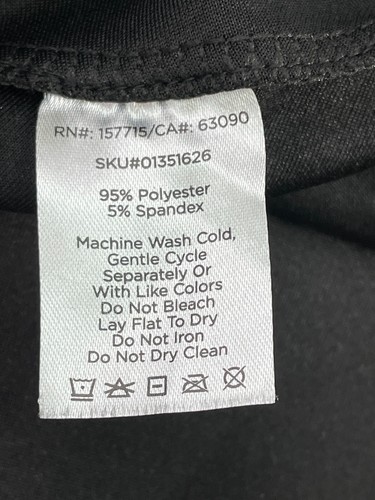 RN#: 157715/CA#: 63090
SKU#01351626
95% Polyester
5% Spandex
Machine Wash Cold,
Gentle Cycle
Separately Or
With Like Colors
Do Not Bleach
Lay Flat To Dry
Do Not Iron
Do Not Dry Clean